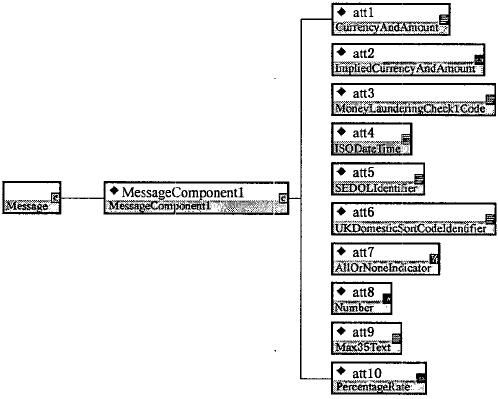 att1
CurrencyAndAmount
att2
ImpliedCurrencyAndAmount
att3
MoneyLaunderingCheck1Code
att4
ISODateTime
att5
SEDOLIdentifier
Message
MessageComponent1
MessageComponent1
att6
UKDomesticSortCodeIdentifier
att7
AllOrNoneIndicator
att8
Number
att9
Max35Text
att10
PercentageRate